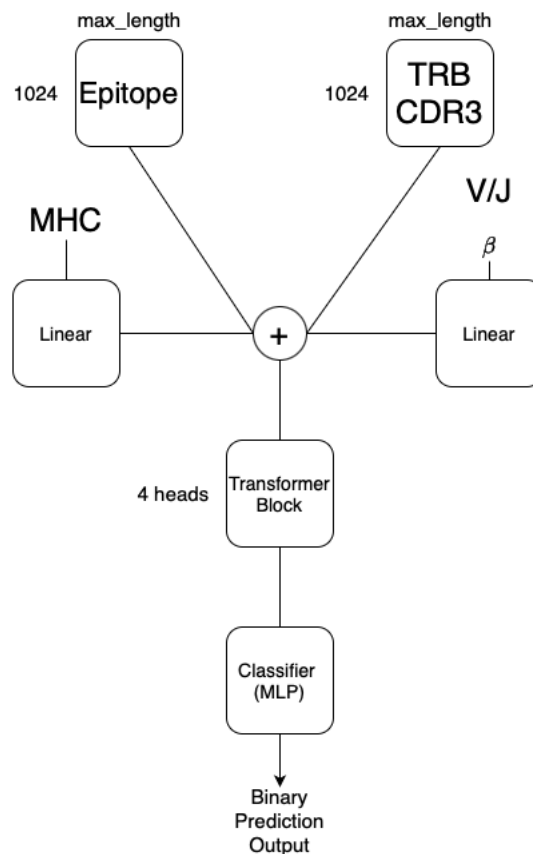 max_length
max_length
1024
Epitope
1024
TRB
CDR3
V/J
MHC
β
Linear
+
Linear
4 heads
Transformer
Block
Classifier
(MLP)
Binary
Prediction
Output